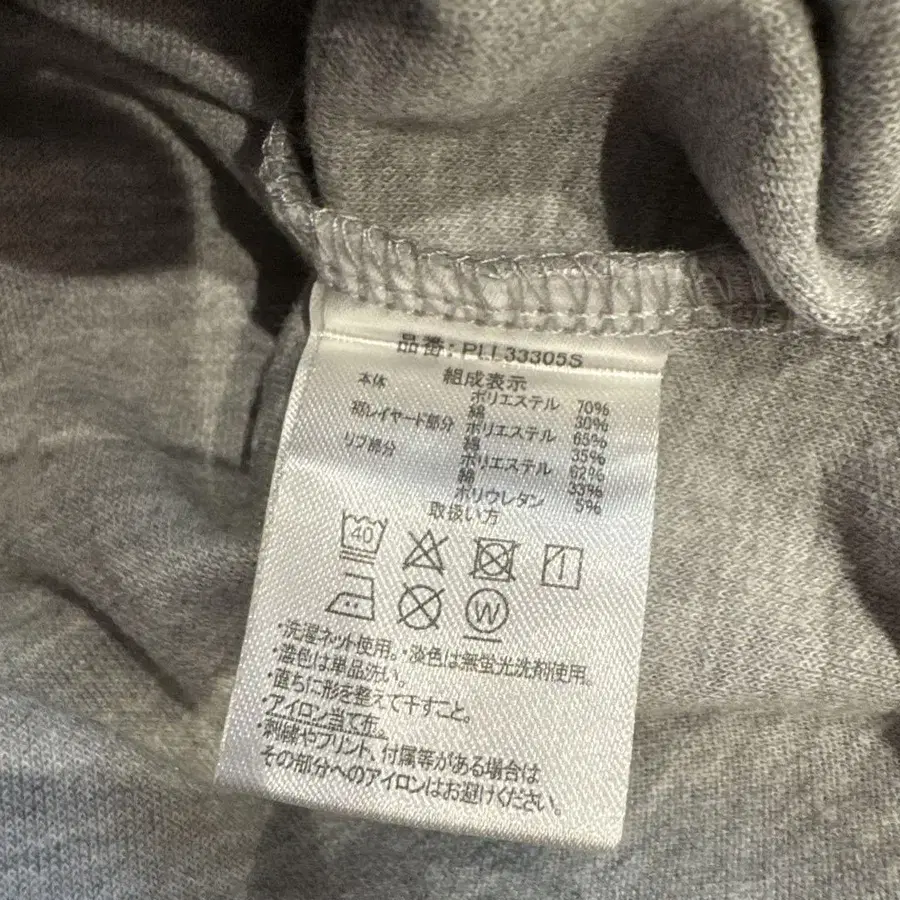 品番：PLL33305S
組成表示
本体 ポリエステル 70%
綿 30%
裾レイヤード部分 ポリエステル 65%
綿 35%
リブ部分 ポリエステル 62%
綿 33%
ポリウレタン 5%
取扱い方
40
W
・洗濯ネット使用。・淡色は無蛍光洗剤使用。
・濃色は単品洗い。
・直ちに形を整えて干すこと。
・アイロン当て布。
・刺繍やプリント、付属等がある場合は
その部分へのアイロンはお避けください。